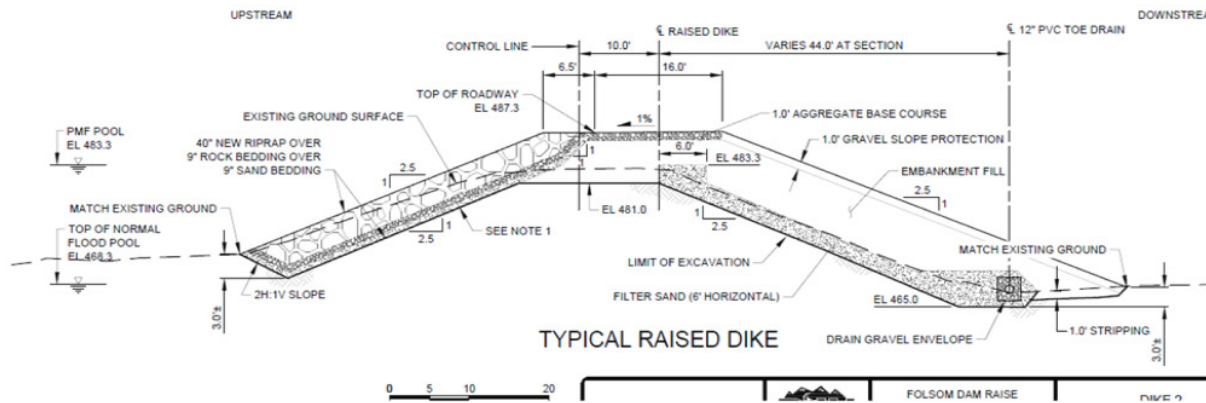 UPSTREAM
DOWNSTREA
℄ RAISED DIKE
℄ 12" PVC TOE DRAIN
CONTROL LINE
10.0'
VARIES 44.0' AT SECTION
6.5'
16.0'
TOP OF ROADWAY
EL 487.3
1%
1.0' AGGREGATE BASE COURSE
EXISTING GROUND SURFACE
1.0' GRAVEL SLOPE PROTECTION
PMF POOL
EL 483.3
40" NEW RIPRAP OVER
9" ROCK BEDDING OVER
9" SAND BEDDING
1
2.5
1
1
6.0'
EL 483.3
EMBANKMENT FILL
2.5
1
MATCH EXISTING GROUND
EL 481.0
TOP OF NORMAL
FLOOD POOL
EL 468.3
2.5
1
SEE NOTE 1
1
2.5
MATCH EXISTING GROUND
LIMIT OF EXCAVATION
2H:1V SLOPE
FILTER SAND (6' HORIZONTAL)
EL 465.0
3.0'±
1.0' STRIPPING
3.0'±
TYPICAL RAISED DIKE
DRAIN GRAVEL ENVELOPE
0 5 10 20
FOLSOM DAM RAISE
DIKE 2